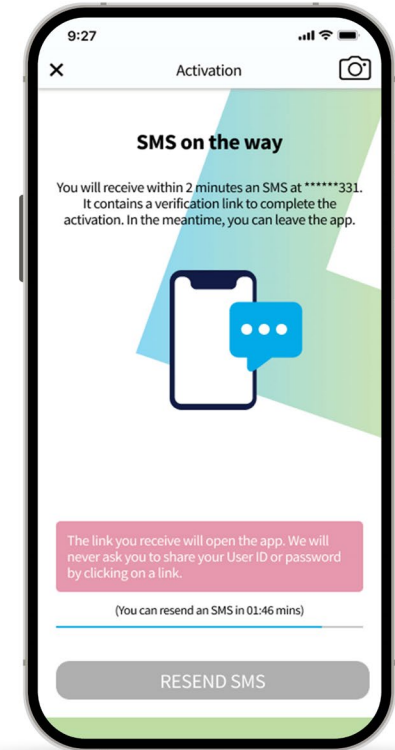 9:27
Activation
SMS on the way
You will receive within 2 minutes an SMS at ******331.
It contains a verification link to complete the
activation. In the meantime, you can leave the app.
The link you receive will open the app. We will
never ask you to share your User ID or password
by clicking on a link.
(You can resend an SMS in 01:46 mins)
RESEND SMS